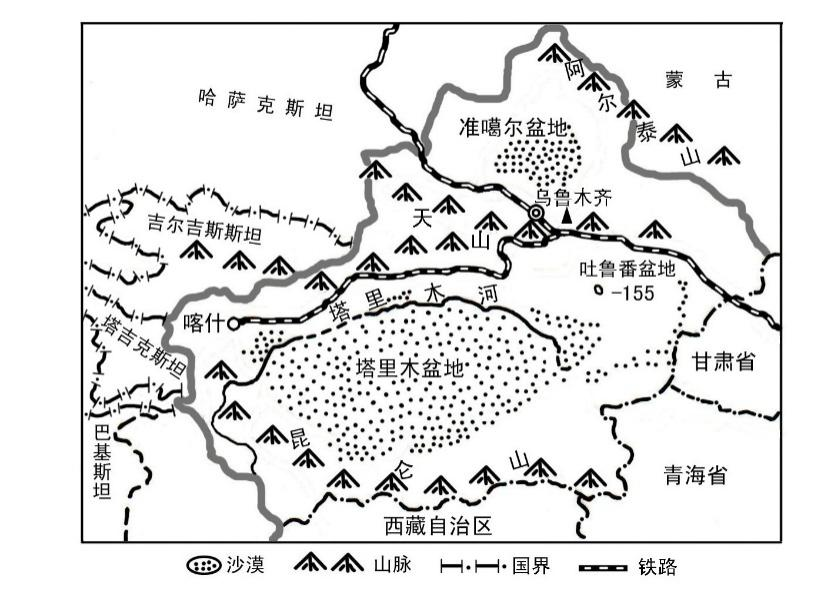 哈萨克斯坦
蒙古
阿尔泰山
准噶尔盆地
乌鲁木齐
吉尔吉斯斯坦
天山
吐鲁番盆地
-155
塔里木河
喀什
塔吉克斯坦
塔里木盆地
甘肃省
巴基斯坦
昆仑山
青海省
西藏自治区
沙漠
山脉
国界
铁路